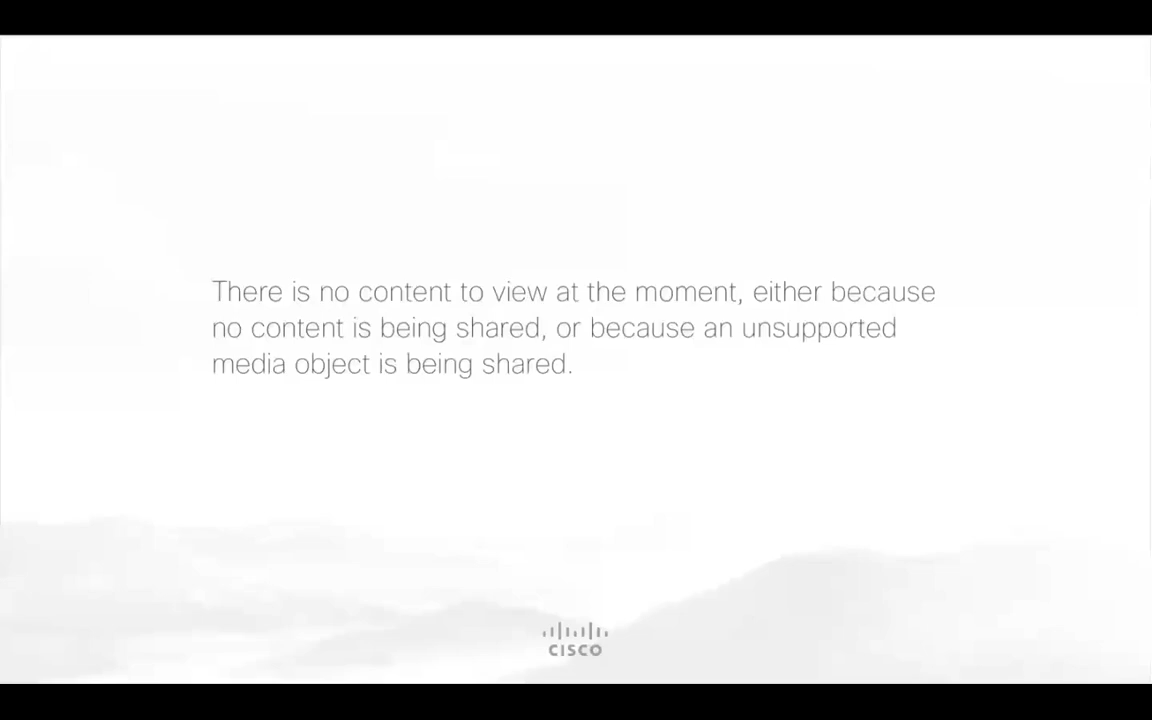 There is no content to view at the moment, either because
no content is being shared, or because an unsupported
media object is being shared.
CISCO